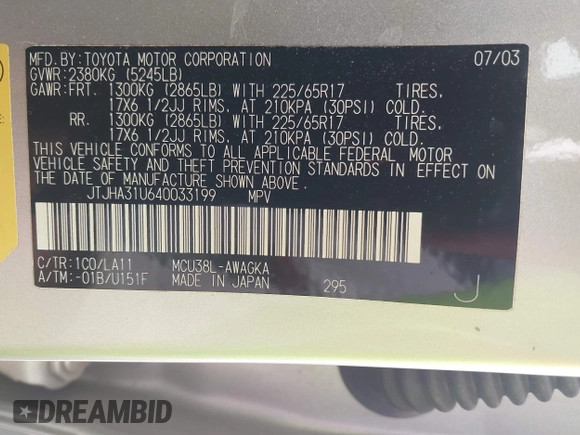 MFD.BY:TOYOTA MOTOR CORPORATION 07/03
GVWR:2380KG (5245LB)
GAWR:FRT. 1300KG (2865LB) WITH 225/65R17 TIRES,
17X6 1/2JJ RIMS, AT 210KPA (30PSI) COLD.
RR. 1300KG (2865LB) WITH 225/65R17 TIRES,
17X6 1/2JJ RIMS, AT 210KPA (30PSI) COLD.
THIS VEHICLE CONFORMS TO ALL APPLICABLE FEDERAL MOTOR
VEHICLE SAFETY AND THEFT PREVENTION STANDARDS IN EFFECT ON
THE DATE OF MANUFACTURE SHOWN ABOVE.
JTJHA31U640033199 MPV
C/TR:1C0/LA11 MCU38L-AWAGKA
A/TM:-01B/U151F MADE IN JAPAN 295 J
DREAMBID